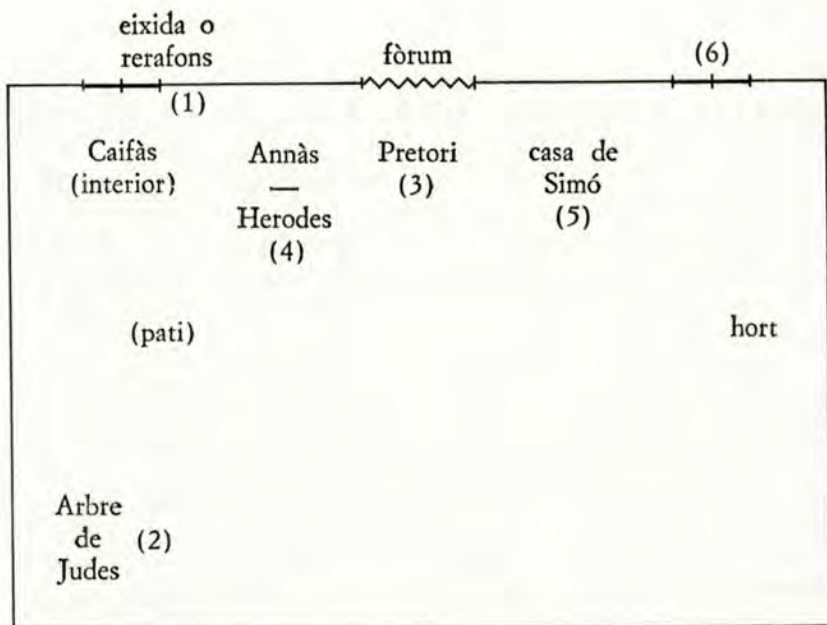 eixida o
rerafons
fòrum
(6)
(1)
Caifàs
(interior)
Annàs
—
Herodes
(4)
Pretori
(3)
casa de
Simó
(5)
(pati)
hort
Arbre
de (2)
Judes